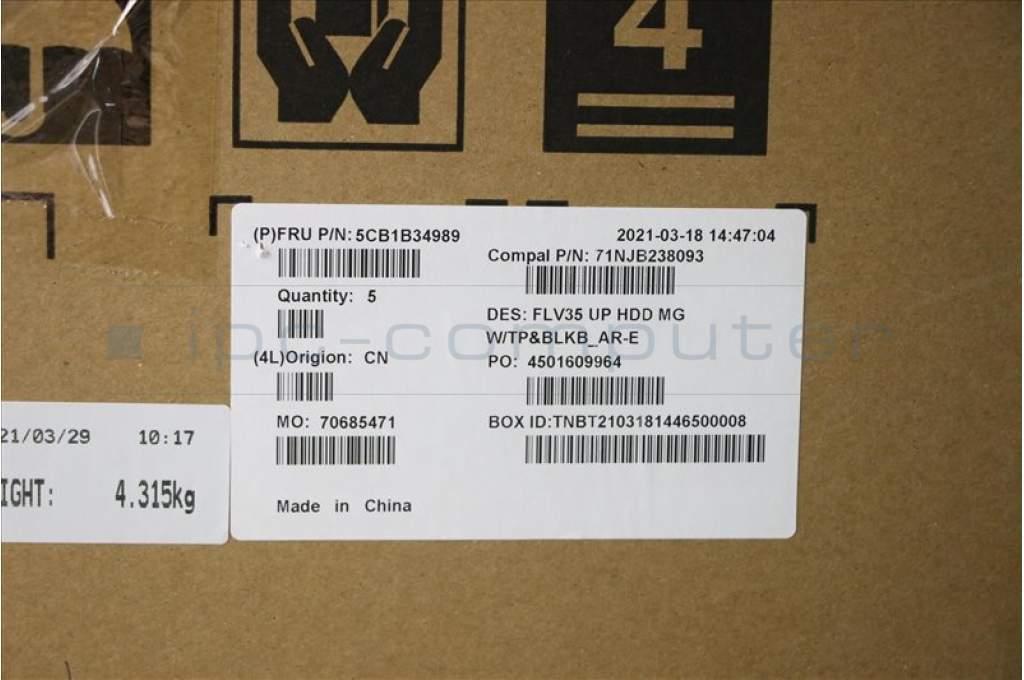 4
(P)FRU P/N: 5CB1B34989
2021-03-18 14:47:04
Compal P/N: 71NJB238093
Quantity: 5
DES: FLV35 UP HDD MG
W/TP&BLKB_AR-E
ipc-computer
(4L)Origion: CN
PO: 4501609964
MO: 70685471
BOX ID:TNBT2103181446500008
21/03/29 10:17
IGHT: 4.315kg
Made in China